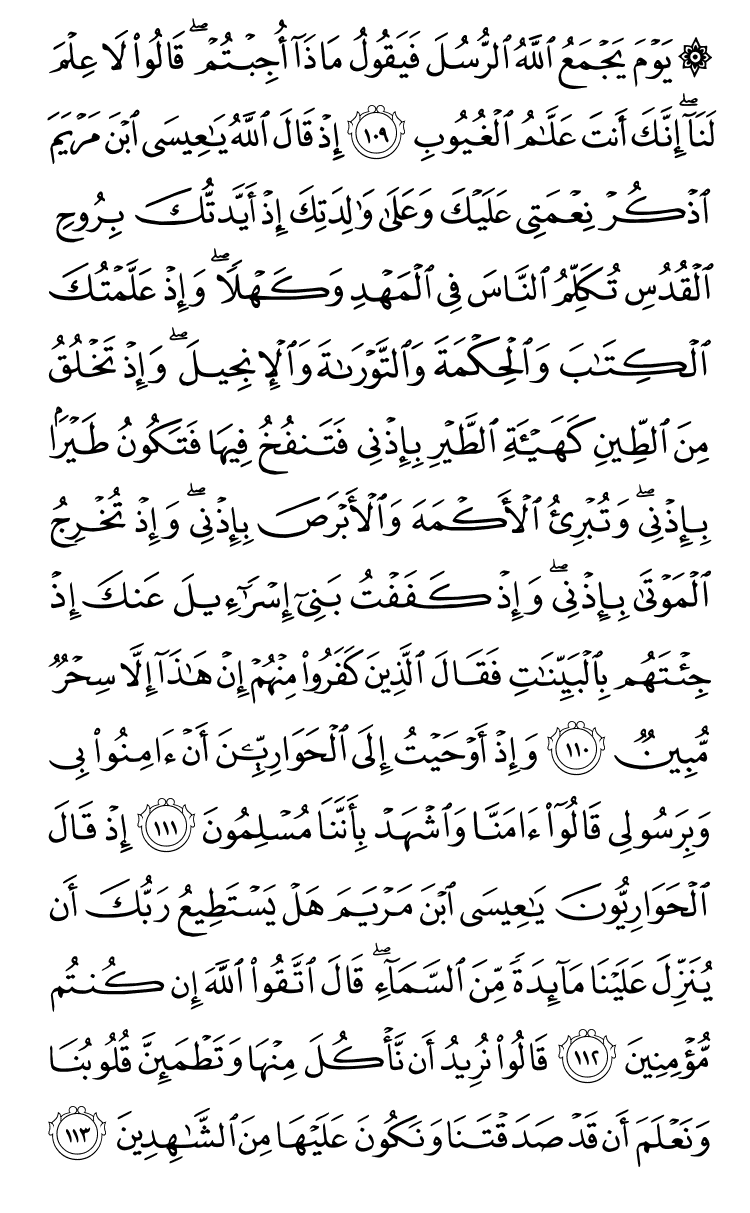 ۞ يَوْمَ يَجْمَعُ ٱللَّهُ ٱلرُّسُلَ فَيَقُولُ مَاذَآ أُجِبْتُمْ ۖ قَالُوا۟ لَا عِلْمَ
لَنَآ ۖ إِنَّكَ أَنتَ عَلَّـٰمُ ٱلْغُيُوبِ ١٠٩ إِذْ قَالَ ٱللَّهُ يَـٰعِيسَى ٱبْنَ مَرْيَمَ
ٱذْكُرْ نِعْمَتِى عَلَيْكَ وَعَلَىٰ وَٰلِدَتِكَ إِذْ أَيَّدتُّكَ بِرُوحِ
ٱلْقُدُسِ تُكَلِّمُ ٱلنَّاسَ فِى ٱلْمَهْدِ وَكَهْلًا ۖ وَإِذْ عَلَّمْتُكَ
ٱلْكِتَـٰبَ وَٱلْحِكْمَةَ وَٱلتَّوْرَىٰةَ وَٱلْإِنجِيلَ ۖ وَإِذْ تَخْلُقُ
مِنَ ٱلطِّينِ كَهَيْـَٔةِ ٱلطَّيْرِ بِإِذْنِى فَتَنفُخُ فِيهَا فَتَكُونُ طَيْرًۢا
بِإِذْنِى ۖ وَتُبْرِئُ ٱلْأَكْمَهَ وَٱلْأَبْرَصَ بِإِذْنِى ۖ وَإِذْ تُخْرِجُ
ٱلْمَوْتَىٰ بِإِذْنِى ۖ وَإِذْ كَفَفْتُ بَنِىٓ إِسْرَٰٓءِيلَ عَنكَ إِذْ
جِئْتَهُم بِٱلْبَيِّنَـٰتِ فَقَالَ ٱلَّذِينَ كَفَرُوا۟ مِنْهُمْ إِنْ هَـٰذَآ إِلَّا سِحْرٌ
مُّبِينٌ ١١٠ وَإِذْ أَوْحَيْتُ إِلَى ٱلْحَوَارِيِّـۧنَ أَنْ ءَامِنُوا۟ بِى
وَبِرَسُولِى قَالُوٓا۟ ءَامَنَّا وَٱشْهَدْ بِأَنَّنَا مُسْلِمُونَ ١١١ إِذْ قَالَ
ٱلْحَوَارِيُّونَ يَـٰعِيسَى ٱبْنَ مَرْيَمَ هَلْ يَسْتَطِيعُ رَبُّكَ أَن
يُنَزِّلَ عَلَيْنَا مَآئِدَةً مِّنَ ٱلسَّمَآءِ ۖ قَالَ ٱتَّقُوا۟ ٱللَّهَ إِن كُنتُم
مُّؤْمِنِينَ ١١٢ قَالُوا۟ نُرِيدُ أَن نَّأْكُلَ مِنْهَا وَتَطْمَئِنَّ قُلُوبُنَا
وَنَعْلَمَ أَن قَدْ صَدَقْتَنَا وَنَكُونَ عَلَيْهَا مِنَ ٱلشَّـٰهِدِينَ ١١٣